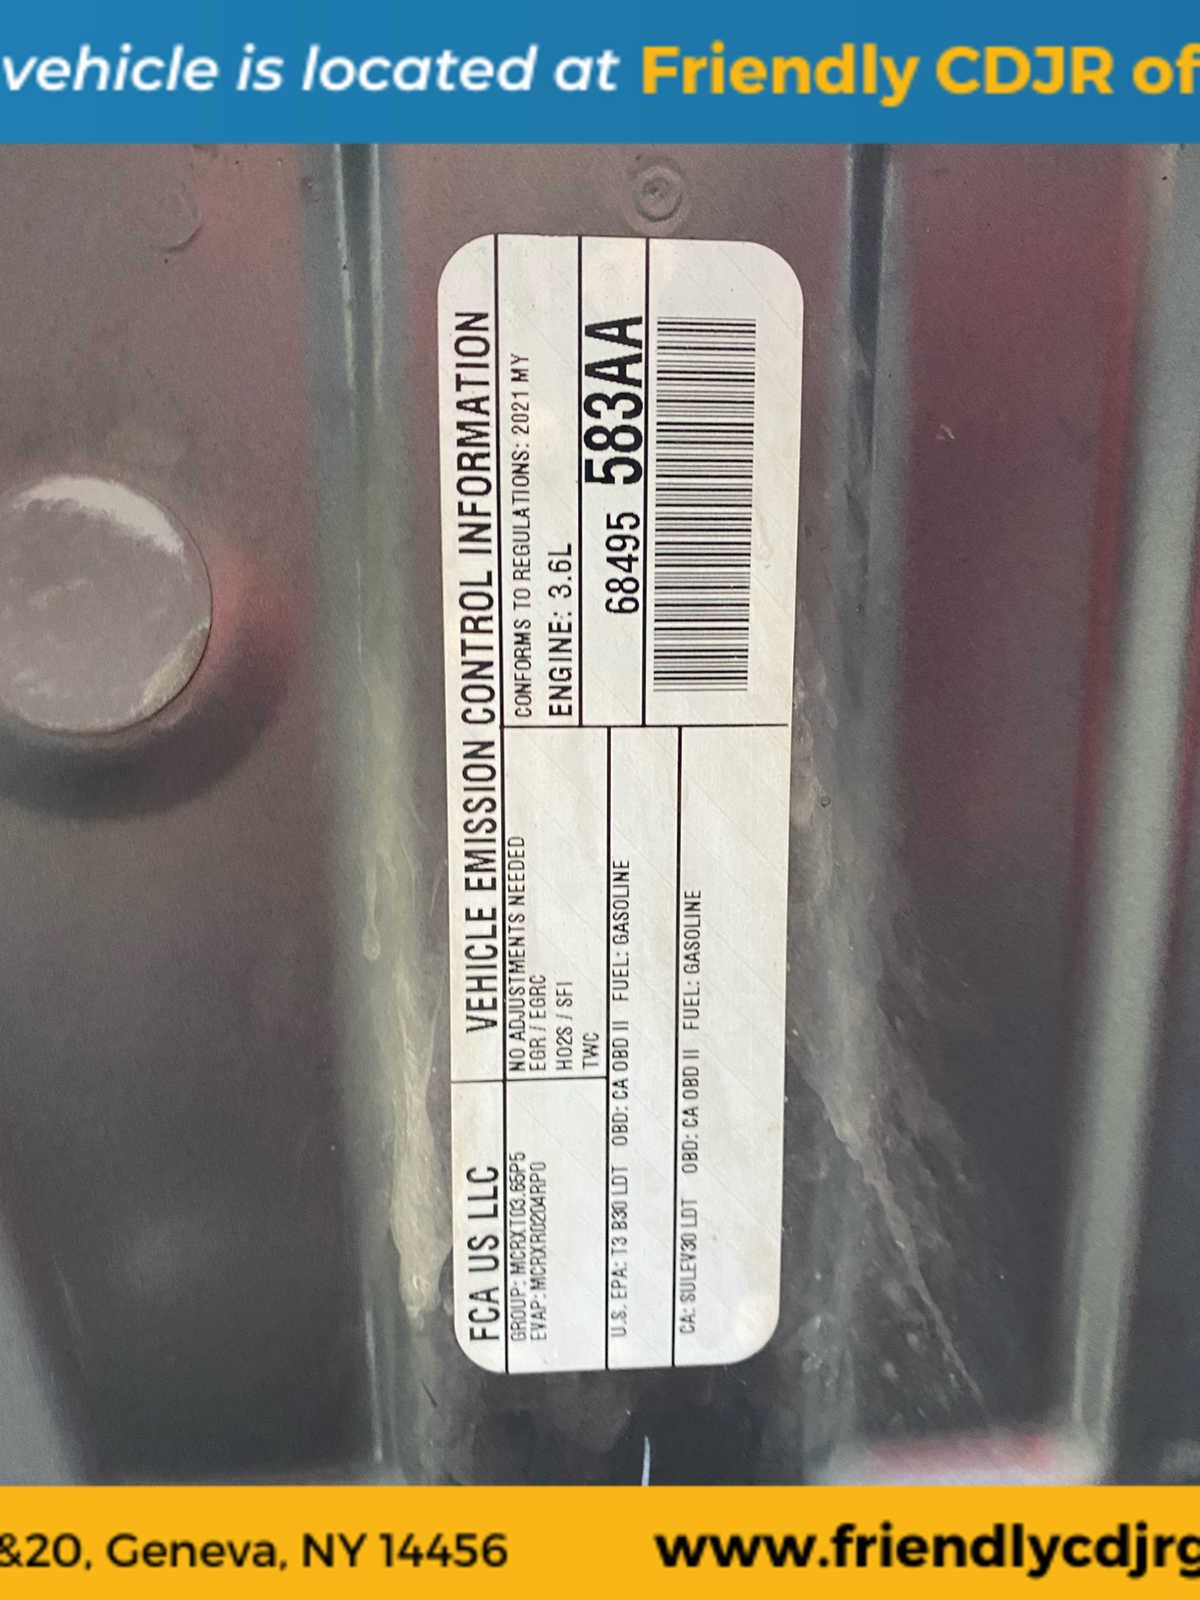 vehicle is located at Friendly CDJR of
FCA US LLC
VEHICLE EMISSION CONTROL INFORMATION
GROUP: MCRXT03.65P5
EVAP: MCRXR0204RP0
NO ADJUSTMENTS NEEDED
EGR / EGRC
HO2S / SFI
TWC
CONFORMS TO REGULATIONS: 2021 MY
ENGINE: 3.6L
68495 583AA
U.S. EPA: T3 B30 LDT OBD: CA OBD II FUEL: GASOLINE
CA: SULEV30 LDT OBD: CA OBD II FUEL: GASOLINE
&20, Geneva, NY 14456
www.friendlycdjrg